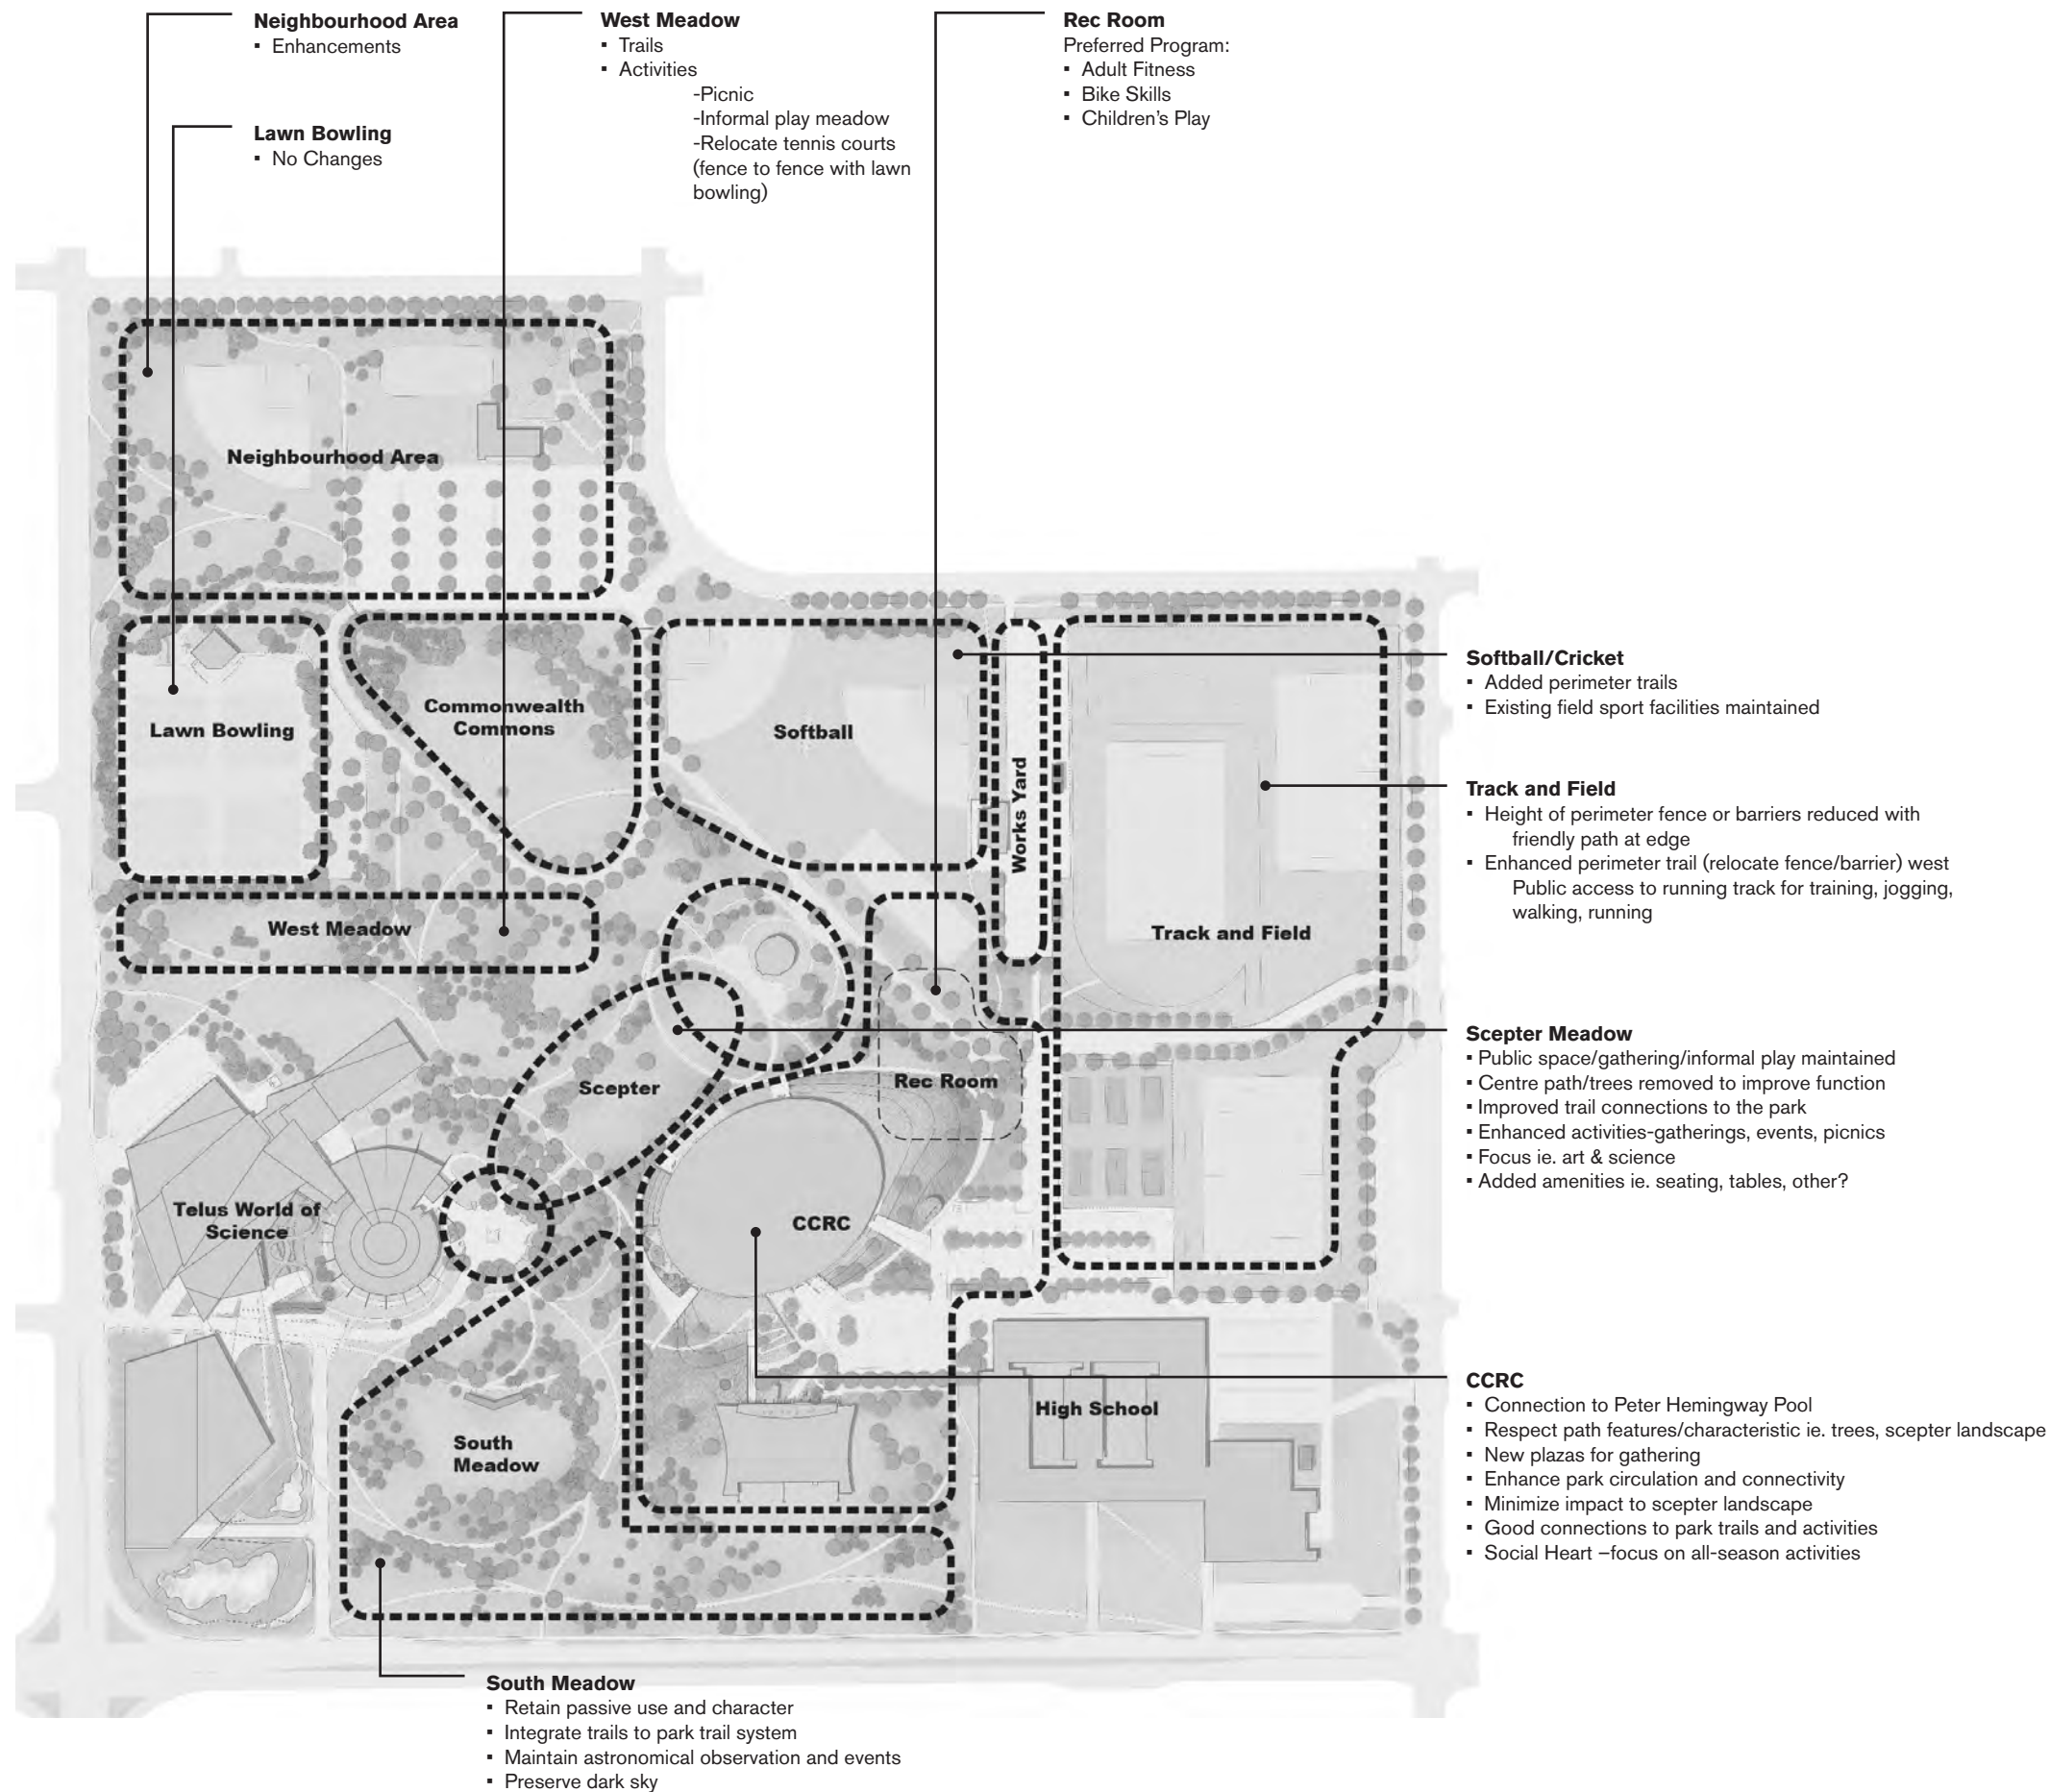 Neighbourhood Area
▪ Enhancements
Lawn Bowling
▪ No Changes
West Meadow
▪ Trails
▪ Activities
-Picnic
-Informal play meadow
-Relocate tennis courts
(fence to fence with lawn
bowling)
Rec Room
Preferred Program:
▪ Adult Fitness
▪ Bike Skills
▪ Children's Play
Neighbourhood Area
Lawn Bowling
Commonwealth
Commons
Softball
Works Yard
Track and Field
West Meadow
Scepter
Rec Room
Telus World of
Science
CCRC
South
Meadow
High School
Softball/Cricket
▪ Added perimeter trails
▪ Existing field sport facilities maintained
Track and Field
▪ Height of perimeter fence or barriers reduced with
friendly path at edge
▪ Enhanced perimeter trail (relocate fence/barrier) west
Public access to running track for training, jogging,
walking, running
Scepter Meadow
▪ Public space/gathering/informal play maintained
▪ Centre path/trees removed to improve function
▪ Improved trail connections to the park
▪ Enhanced activities-gatherings, events, picnics
▪ Focus ie. art & science
▪ Added amenities ie. seating, tables, other?
CCRC
▪ Connection to Peter Hemingway Pool
▪ Respect path features/characteristic ie. trees, scepter landscape
▪ New plazas for gathering
▪ Enhance park circulation and connectivity
▪ Minimize impact to scepter landscape
▪ Good connections to park trails and activities
▪ Social Heart –focus on all-season activities
South Meadow
▪ Retain passive use and character
▪ Integrate trails to park trail system
▪ Maintain astronomical observation and events
▪ Preserve dark sky